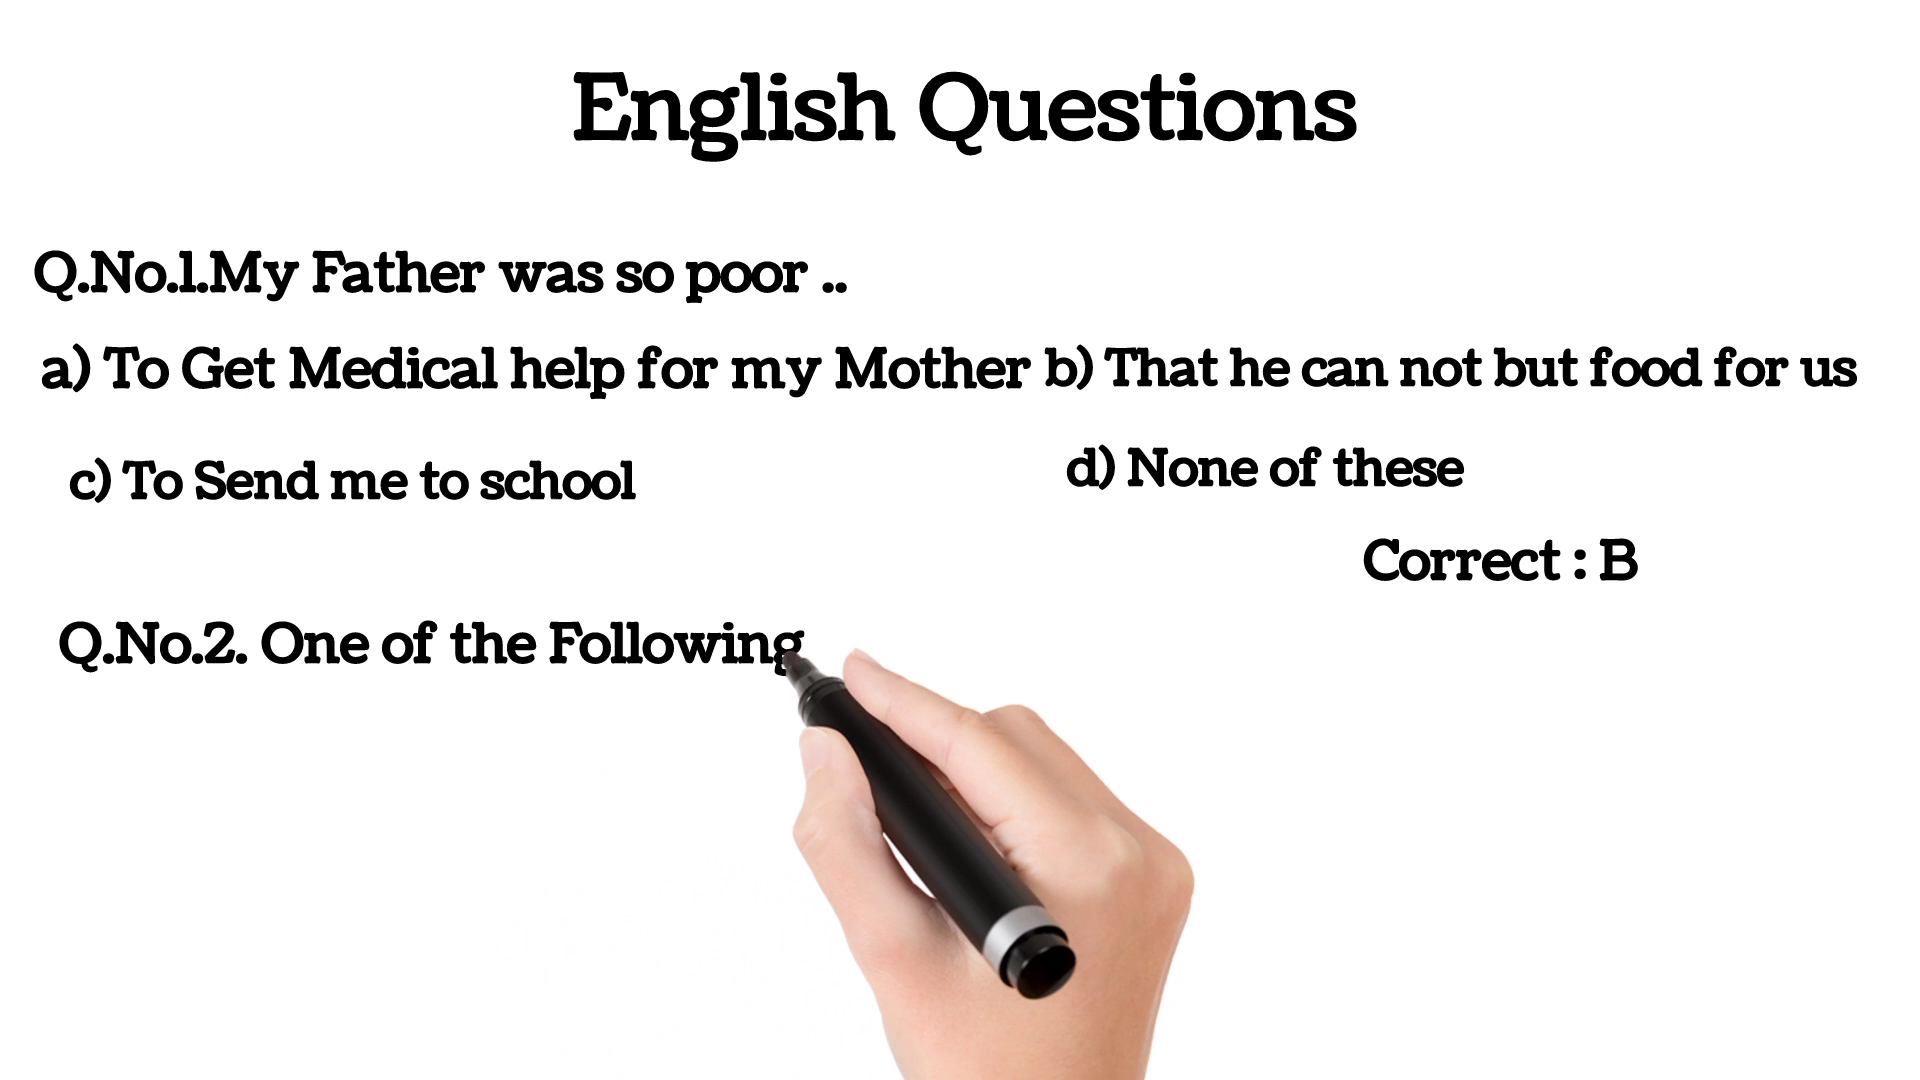 English Questions
Q.No.1.My Father was so poor ..
a) To Get Medical help for my Mother b) That he can not but food for us
c) To Send me to school
d) None of these
Correct : B
Q.No.2. One of the Following